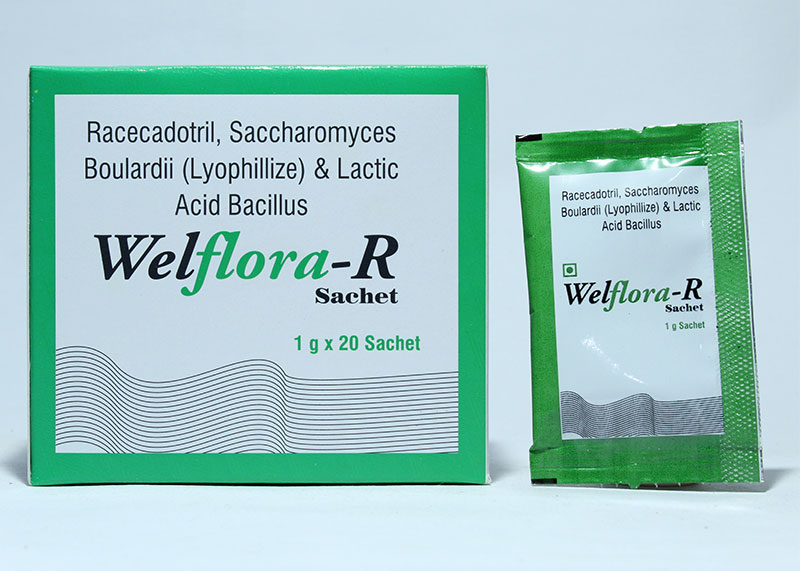 Racecadotril, Saccharomyces
Boulardii (Lyophillize) & Lactic
Acid Bacillus
Welflora-R
Sachet
1 g x 20 Sachet
Racecadotril, Saccharomyces
Boulardii (Lyophillize) & Lactic
Acid Bacillus
Welflora-R
Sachet
1 g Sachet